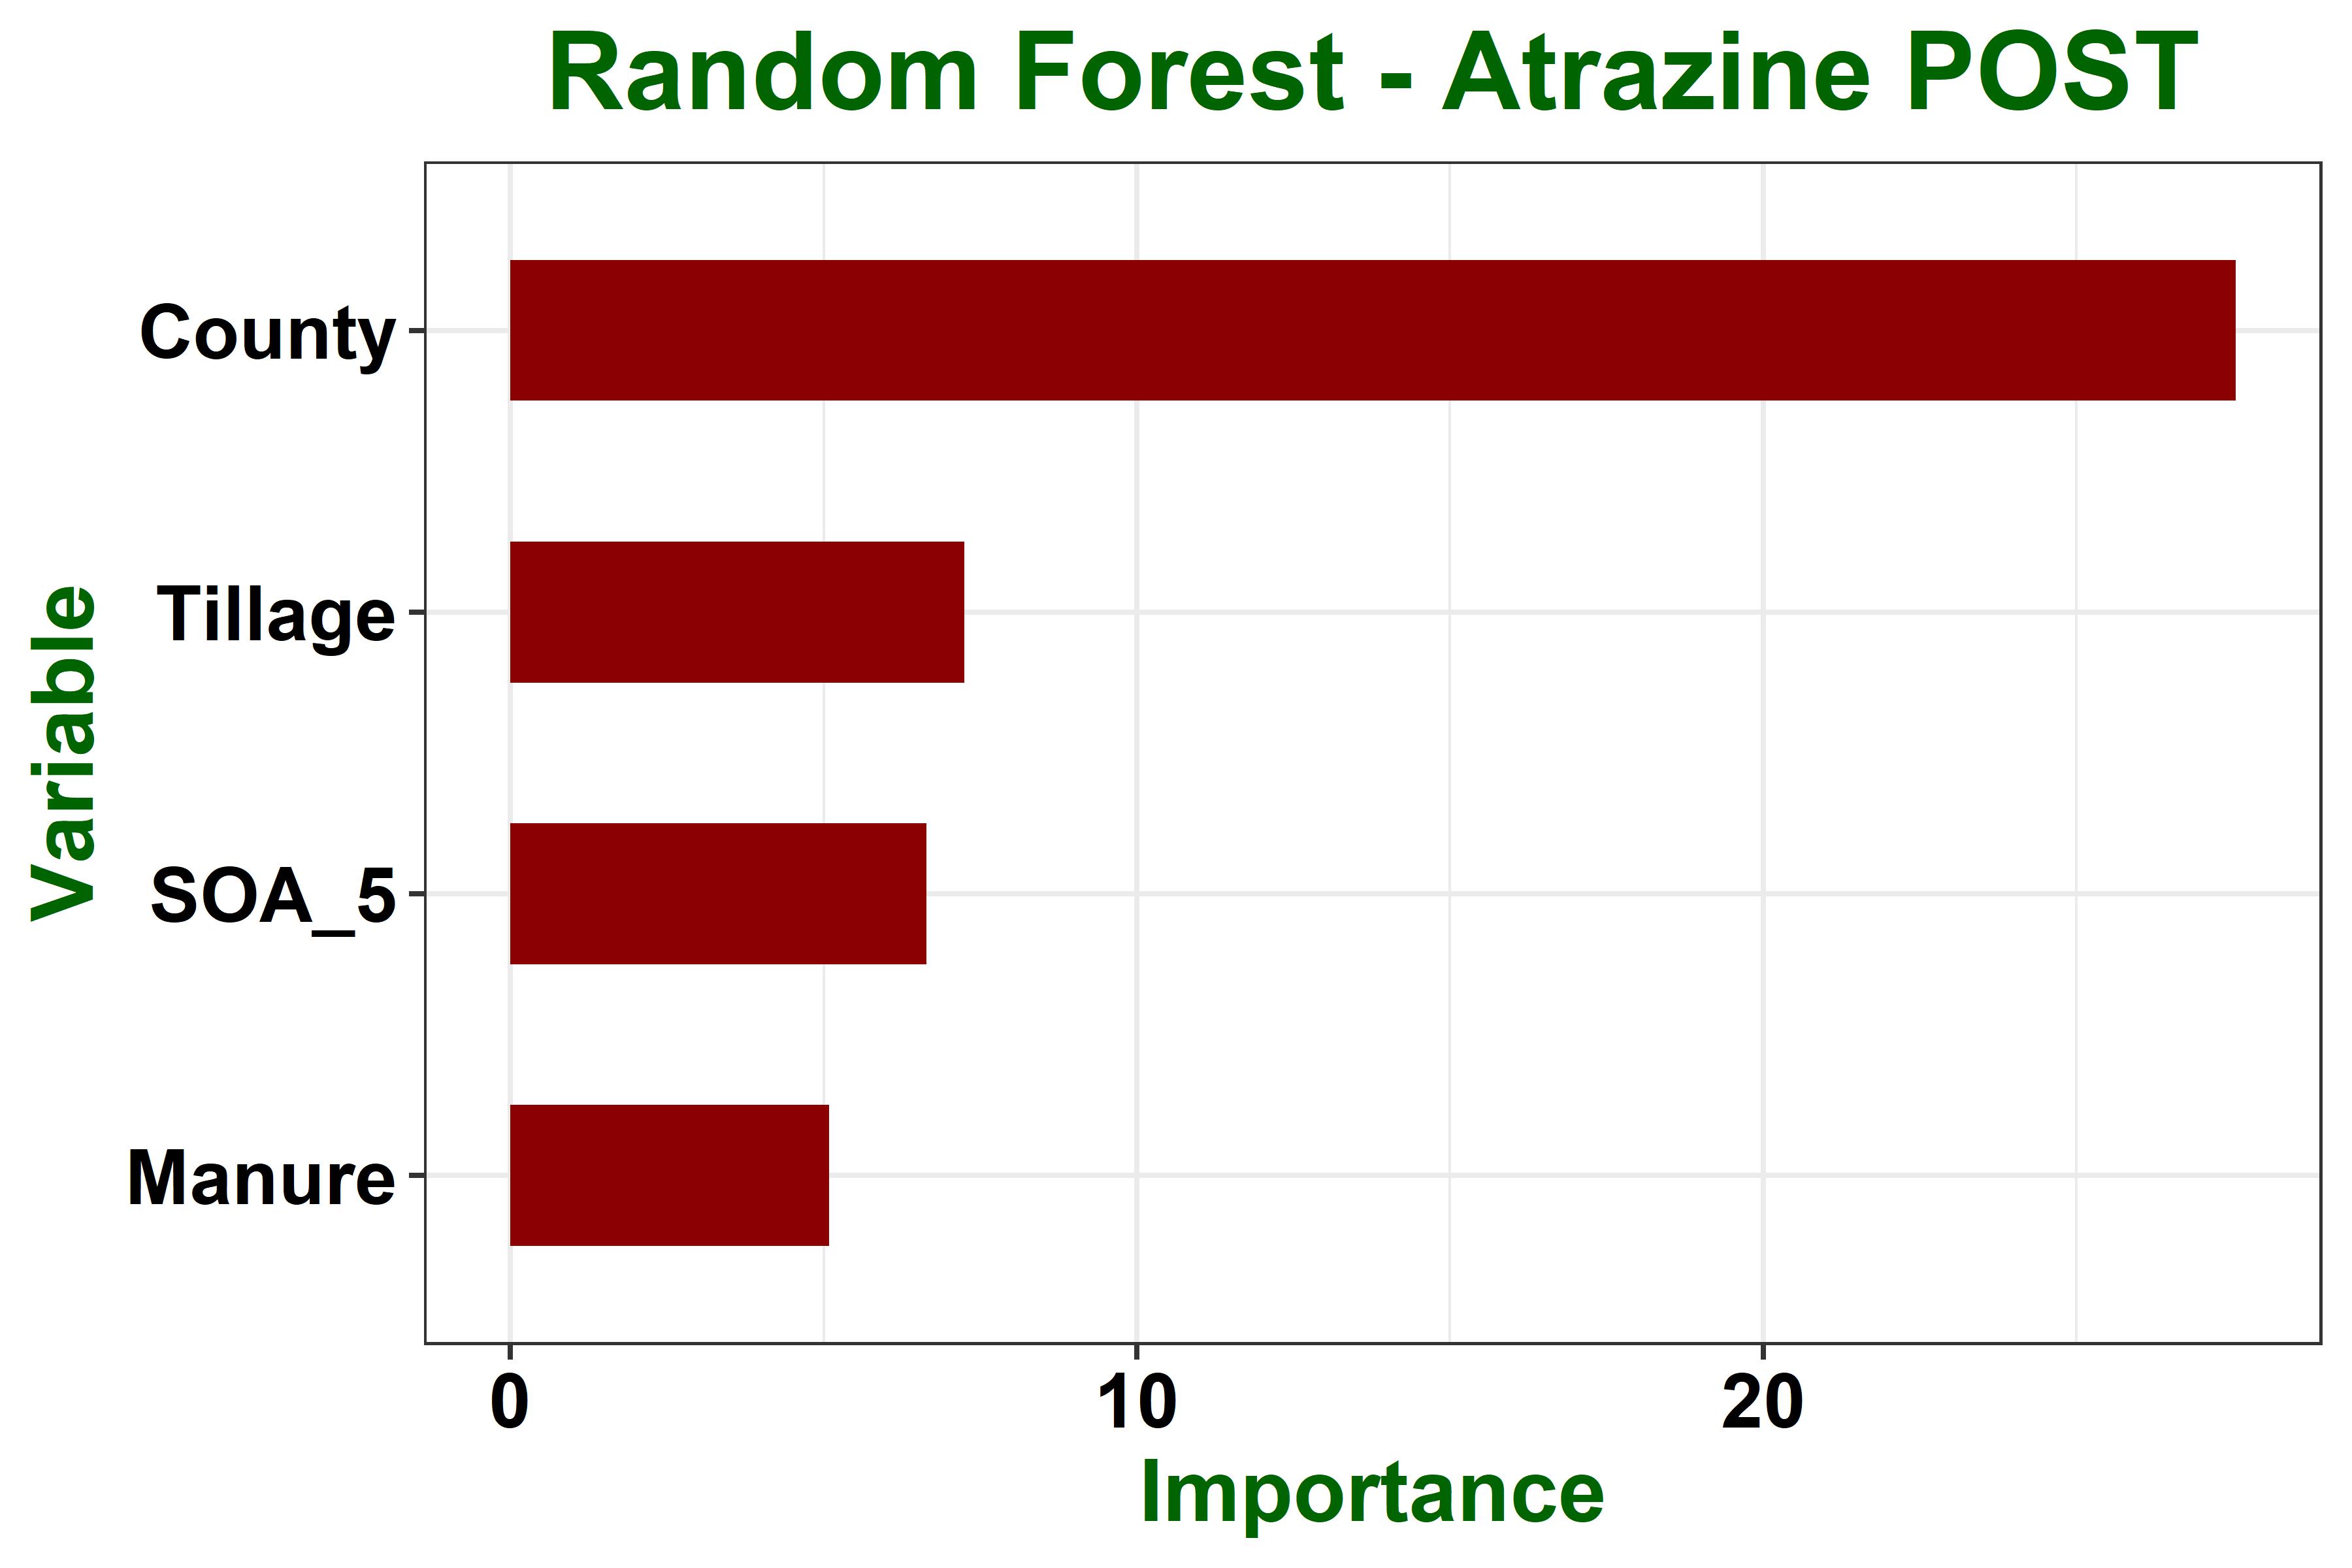 Random Forest - Atrazine POST
County
Tillage
SOA_5
Manure
Variable
0 10 20
Importance